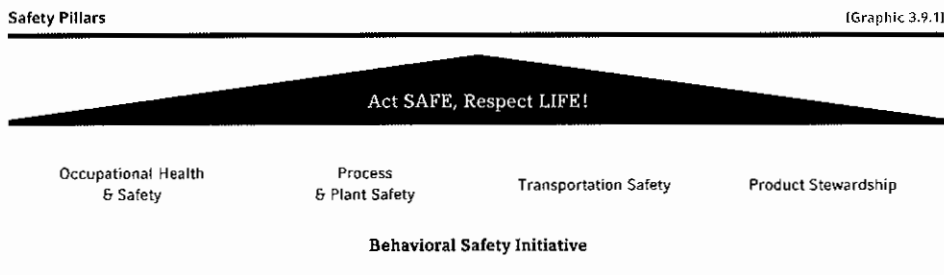 Safety Pillars [Graphic 3.9.1]
Act SAFE, Respect LIFE!
Occupational Health
& Safety
Process
& Plant Safety
Transportation Safety
Product Stewardship
Behavioral Safety Initiative